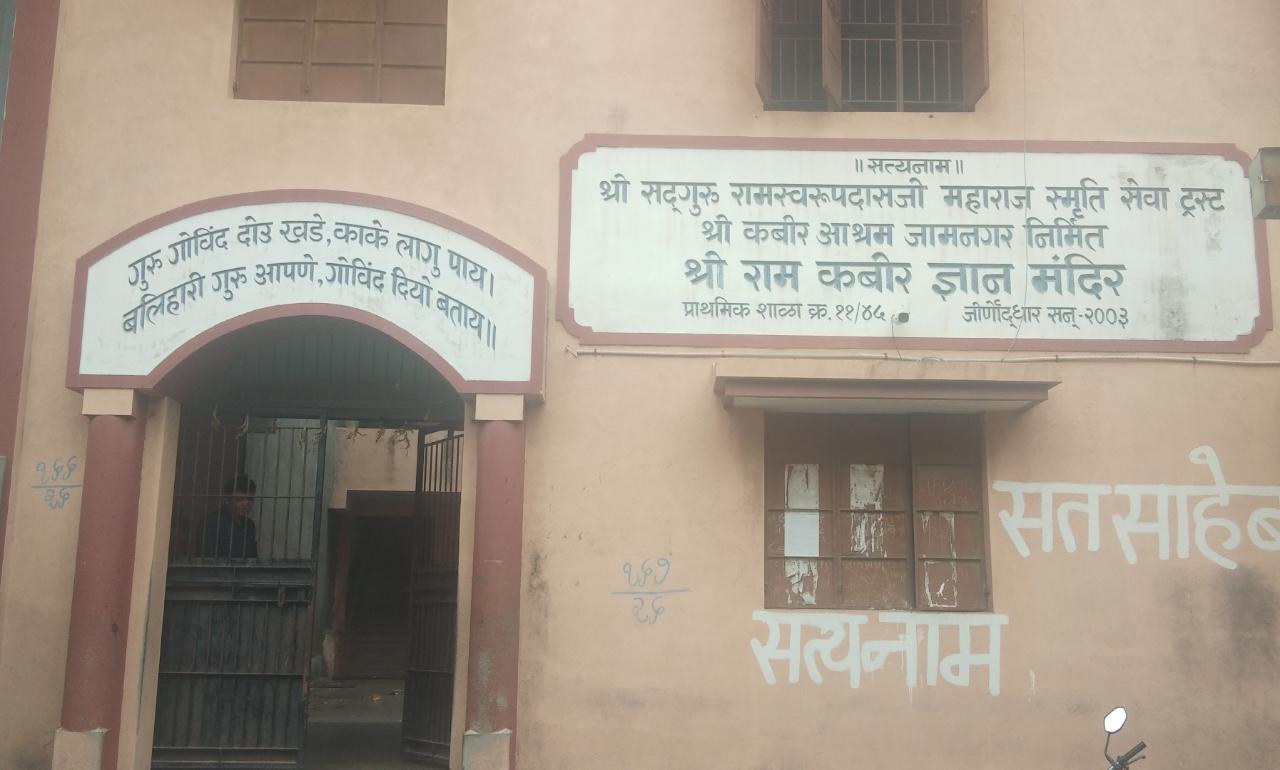 गुरु गोविंद दोउ खडे, काके लागु पाय।
बलिहारी गुरु आपणे, गोविंद दियो बताय॥
॥ सत्यनाम ॥
श्री सद्‌गुरु रामस्वरूपदासजी महाराज स्मृति सेवा ट्रस्ट
श्री कबीर आश्रम जामनगर निर्मित
श्री राम कबीर ज्ञान मंदिर
प्राथमिक शाळा क्र. ११/४५ जीर्णोद्‌धार सन्-२००३
सत साहेब
सत्यनाम